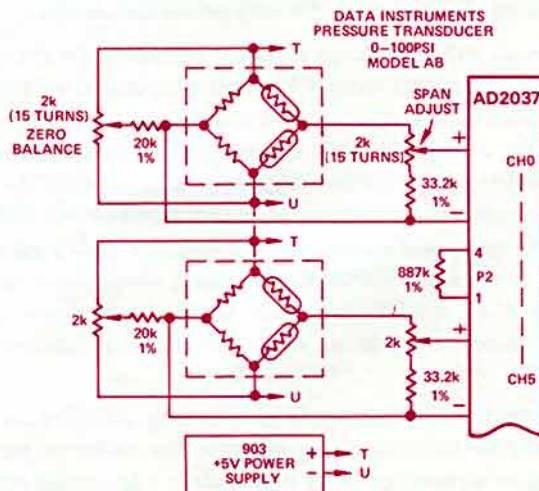 DATA INSTRUMENTS
PRESSURE TRANSDUCER
0–100PSI
MODEL AB
T
2k
(15 TURNS)
ZERO
BALANCE
20k
1%
U
SPAN
ADJUST
2k
(15 TURNS)
33.2k
1%
AD2037
+
CH0
–
T
2k
20k
1%
U
887k
1%
4
P2
1
+
2k
33.2k
1%
CH5
–
903
+5V POWER
SUPPLY
+ T
– U